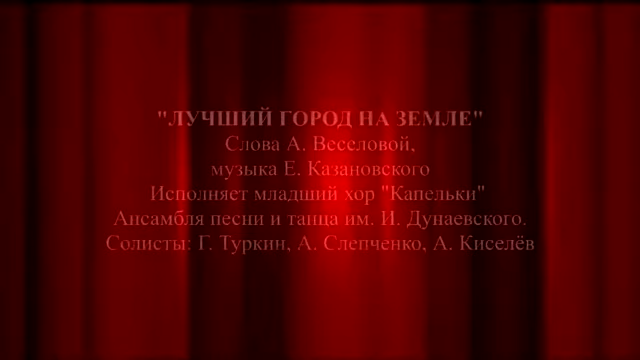 "ЛУЧШИЙ ГОРОД НА ЗЕМЛЕ"
Слова А. Веселовой,
музыка Е. Казановского
Исполняет младший хор "Капельки"
Ансамбля песни и танца им. И. Дунаевского.
Солисты: Г. Туркин, А. Слепченко, А. Киселёв